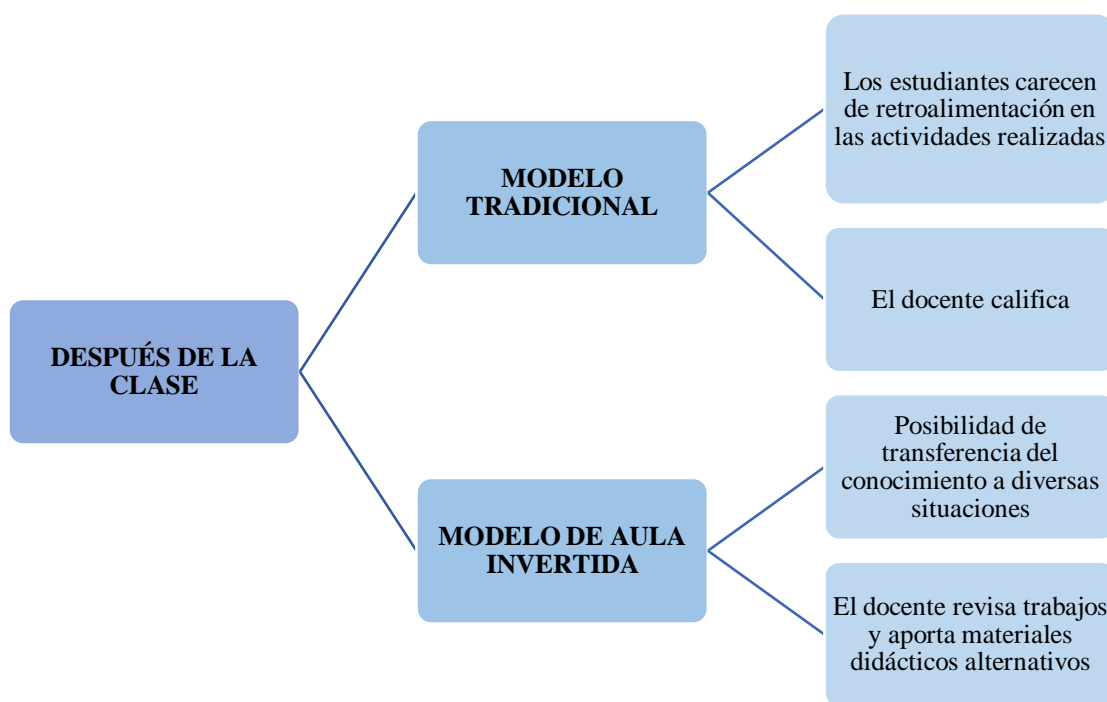 DESPUÉS DE LA
CLASE
MODELO
TRADICIONAL
Los estudiantes carecen
de retroalimentación en
las actividades realizadas
El docente califica
MODELO DE AULA
INVERTIDA
Posibilidad de
transferencia del
conocimiento a diversas
situaciones
El docente revisa trabajos
y aporta materiales
didácticos alternativos